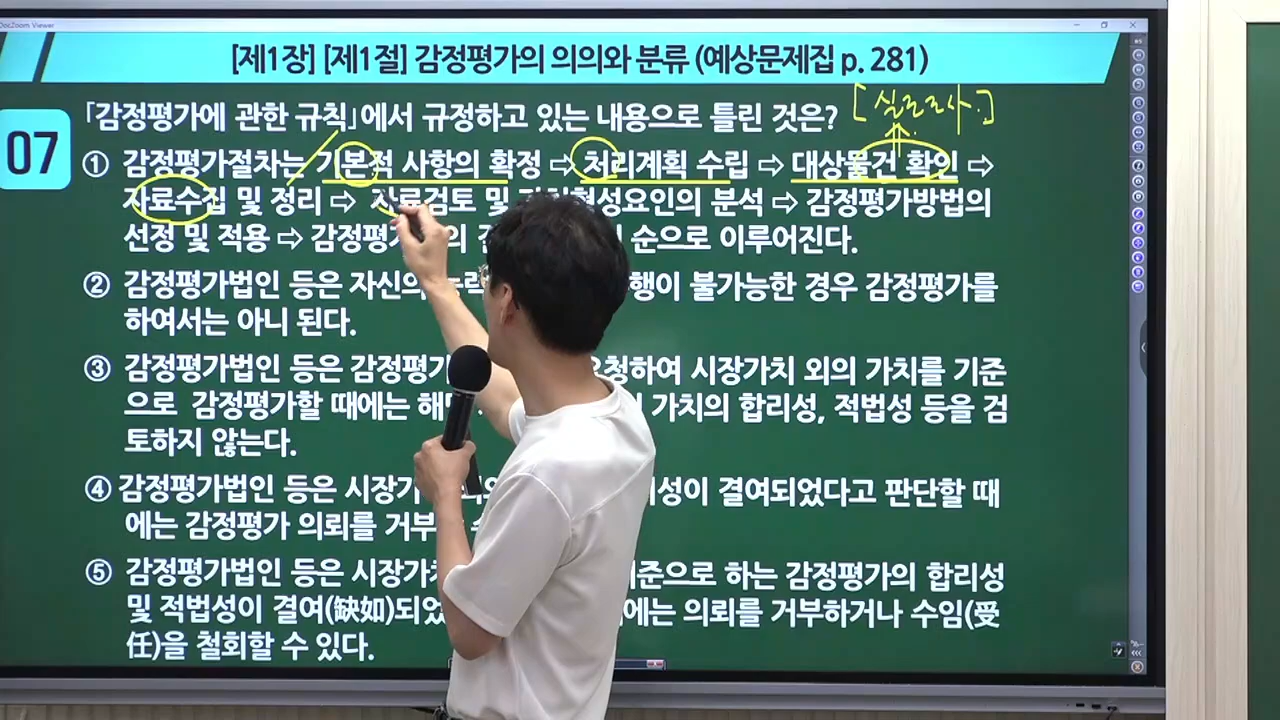 DocZoom Viewer
[제1장] [제1절] 감정평가의 의의와 분류 (예상문제집 p. 281)
07
「감정평가에 관한 규칙」에서 규정하고 있는 내용으로 틀린 것은? [실지조사.]
① 감정평가절차는 기본적 사항의 확정 ⇨ 처리계획 수립 ⇨ 대상물건 확인 ⇨
자료수집 및 정리 ⇨ 자료검토 및 형성요인의 분석 ⇨ 감정평가방법의
선정 및 적용 ⇨ 감정평가 의 순으로 이루어진다.
② 감정평가법인 등은 자신의 능력 행이 불가능한 경우 감정평가를
하여서는 아니 된다.
③ 감정평가법인 등은 감정평가 요청하여 시장가치 외의 가치를 기준
으로 감정평가할 때에는 해당 가치의 합리성, 적법성 등을 검
토하지 않는다.
④ 감정평가법인 등은 시장가 성이 결여되었다고 판단할 때
에는 감정평가 의뢰를 거부
⑤ 감정평가법인 등은 시장가치 기준으로 하는 감정평가의 합리성
및 적법성이 결여(缺如)되었 에는 의뢰를 거부하거나 수임(受
任)을 철회할 수 있다.